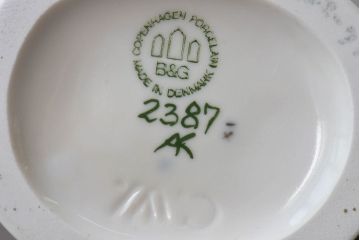 COPENHAGEN PORCELAIN
B&G
MADE IN DENMARK
2387
AK